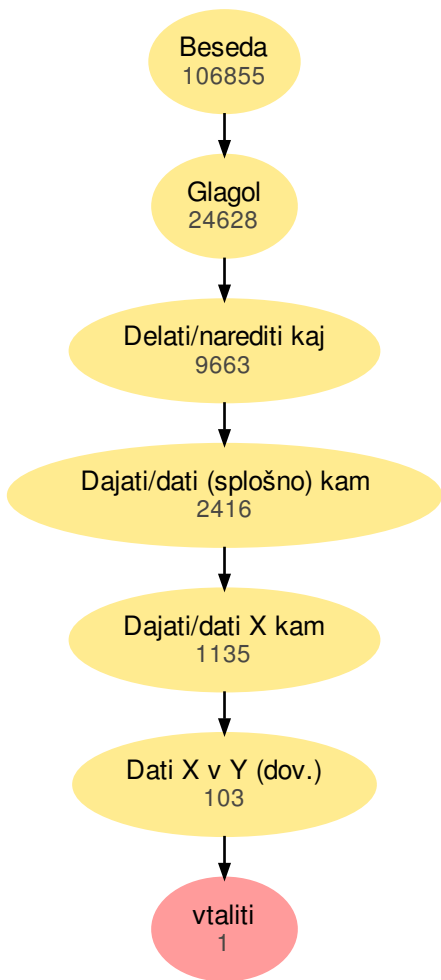 Beseda
106855
Glagol
24628
Delati/narediti kaj
9663
Dajati/dati (splošno) kam
2416
Dajati/dati X kam
1135
Dati X v Y (dov.)
103
vtaliti
1